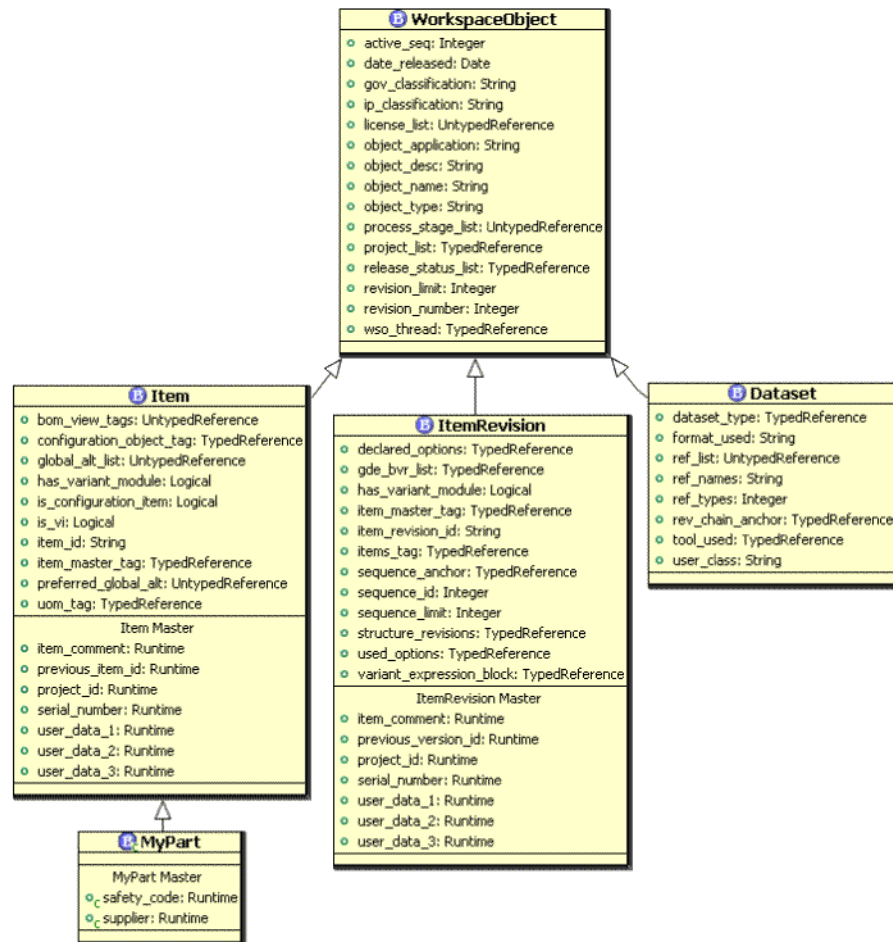 WorkspaceObject
active_seq: Integer
date_released: Date
gov_classification: String
ip_classification: String
license_list: UntypedReference
object_application: String
object_desc: String
object_name: String
object_type: String
process_stage_list: UntypedReference
project_list: TypedReference
release_status_list: TypedReference
revision_limit: Integer
revision_number: Integer
wso_thread: TypedReference
Item
bom_view_tags: UntypedReference
configuration_object_tag: TypedReference
global_alt_list: UntypedReference
has_variant_module: Logical
is_configuration_item: Logical
is_vi: Logical
item_id: String
item_master_tag: TypedReference
preferred_global_alt: UntypedReference
uom_tag: TypedReference
Item Master
item_comment: Runtime
previous_item_id: Runtime
project_id: Runtime
serial_number: Runtime
user_data_1: Runtime
user_data_2: Runtime
user_data_3: Runtime
ItemRevision
declared_options: TypedReference
gde_bvr_list: TypedReference
has_variant_module: Logical
item_master_tag: TypedReference
item_revision_id: String
items_tag: TypedReference
sequence_anchor: TypedReference
sequence_id: Integer
sequence_limit: Integer
structure_revisions: TypedReference
used_options: TypedReference
variant_expression_block: TypedReference
ItemRevision Master
item_comment: Runtime
previous_version_id: Runtime
project_id: Runtime
serial_number: Runtime
user_data_1: Runtime
user_data_2: Runtime
user_data_3: Runtime
Dataset
dataset_type: TypedReference
format_used: String
ref_list: UntypedReference
ref_names: String
ref_types: Integer
rev_chain_anchor: TypedReference
tool_used: TypedReference
user_class: String
MyPart
MyPart Master
safety_code: Runtime
supplier: Runtime